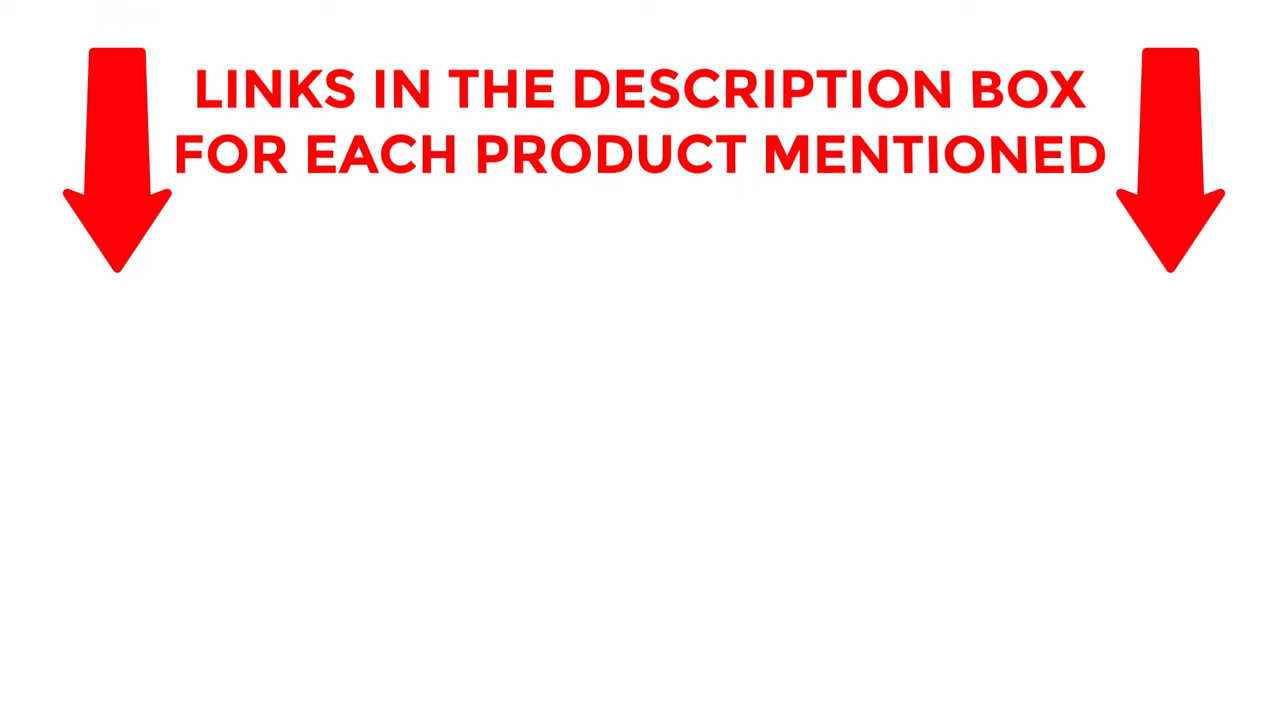 LINKS IN THE DESCRIPTION BOX
FOR EACH PRODUCT MENTIONED